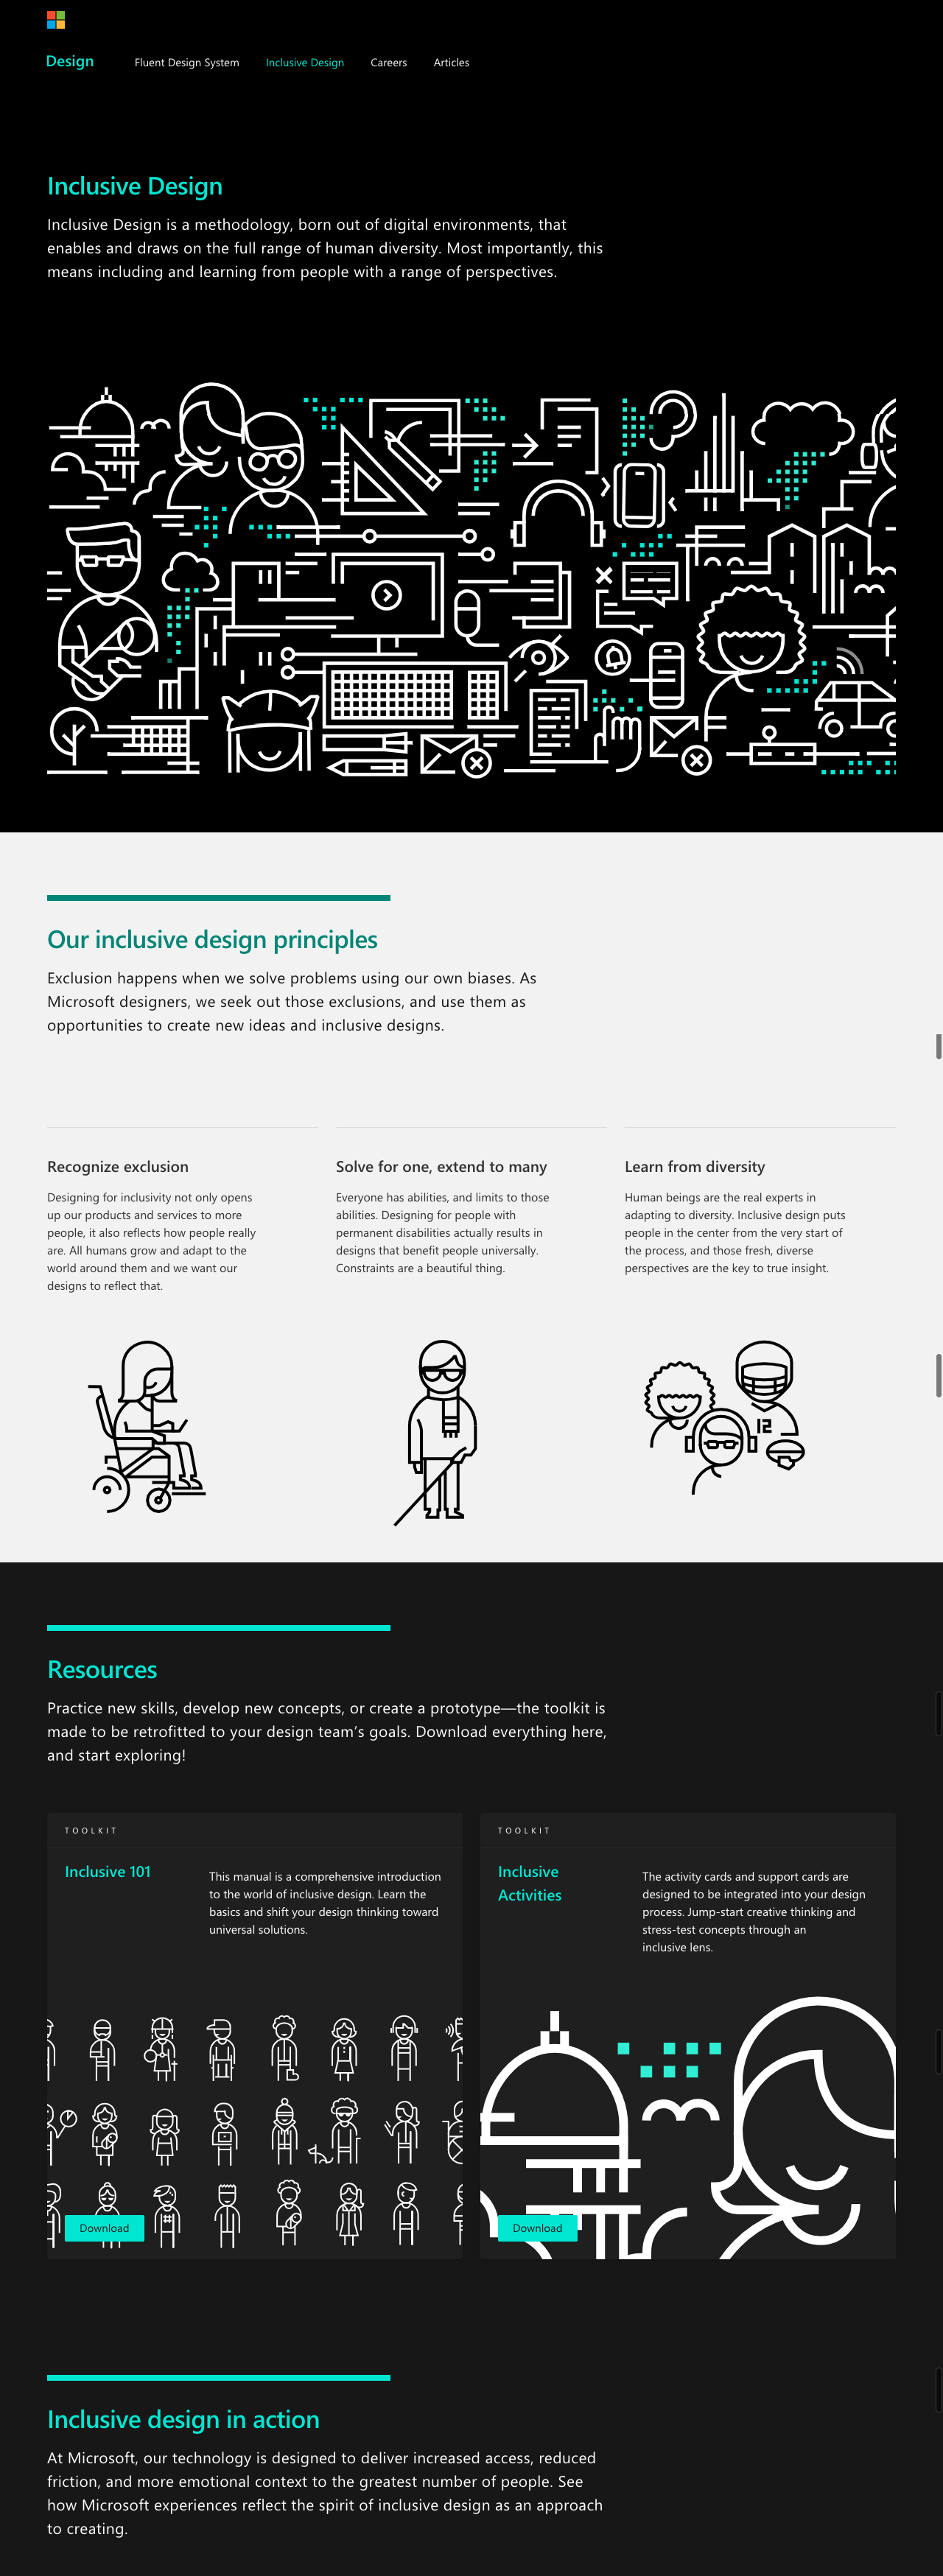 Design
Fluent Design System
Inclusive Design
Careers
Articles
Inclusive Design
Inclusive Design is a methodology, born out of digital environments, that
enables and draws on the full range of human diversity. Most importantly, this
means including and learning from people with a range of perspectives.
Our inclusive design principles
Exclusion happens when we solve problems using our own biases. As
Microsoft designers, we seek out those exclusions, and use them as
opportunities to create new ideas and inclusive designs.
Recognize exclusion
Designing for inclusivity not only opens
up our products and services to more
people, it also reflects how people really
are. All humans grow and adapt to the
world around them and we want our
designs to reflect that.
Solve for one, extend to many
Everyone has abilities, and limits to those
abilities. Designing for people with
permanent disabilities actually results in
designs that benefit people universally.
Constraints are a beautiful thing.
Learn from diversity
Human beings are the real experts in
adapting to diversity. Inclusive design puts
people in the center from the very start of
the process, and those fresh, diverse
perspectives are the key to true insight.
12
Resources
Practice new skills, develop new concepts, or create a prototype—the toolkit is
made to be retrofitted to your design team’s goals. Download everything here,
and start exploring!
TOOLKIT
Inclusive 101
This manual is a comprehensive introduction
to the world of inclusive design. Learn the
basics and shift your design thinking toward
universal solutions.
Download
TOOLKIT
Inclusive
Activities
The activity cards and support cards are
designed to be integrated into your design
process. Jump-start creative thinking and
stress-test concepts through an
inclusive lens.
Download
Inclusive design in action
At Microsoft, our technology is designed to deliver increased access, reduced
friction, and more emotional context to the greatest number of people. See
how Microsoft experiences reflect the spirit of inclusive design as an approach
to creating.